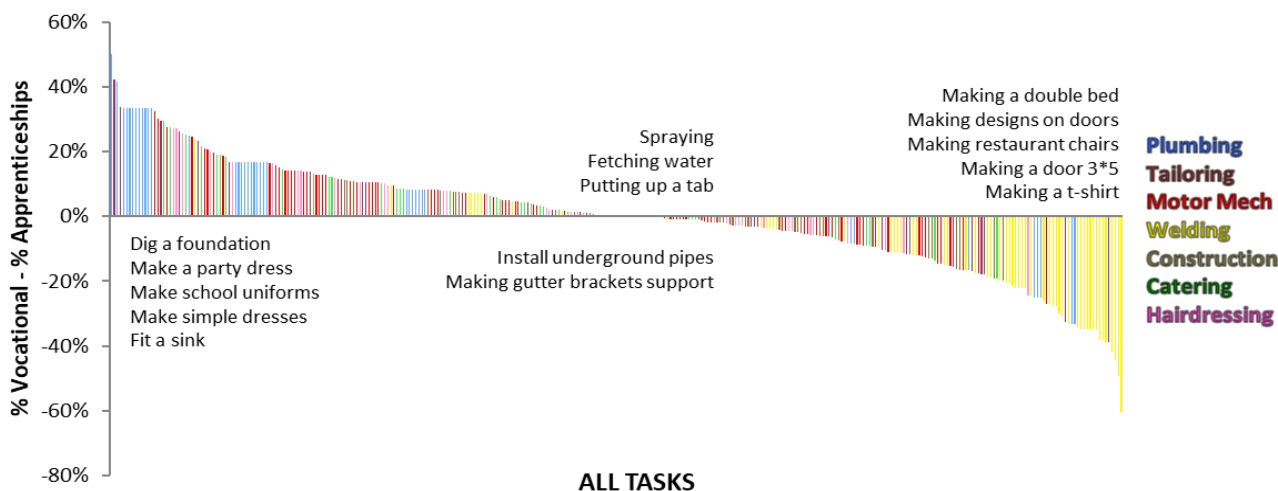 60%
40%
20%
0%
-20%
-40%
-60%
-80%
% Vocational - % Apprenticeships
Dig a foundation
Make a party dress
Make school uniforms
Make simple dresses
Fit a sink
Spraying
Fetching water
Putting up a tab
Install underground pipes
Making gutter brackets support
Making a double bed
Making designs on doors
Making restaurant chairs
Making a door 3*5
Making a t-shirt
Plumbing
Tailoring
Motor Mech
Welding
Construction
Catering
Hairdressing
ALL TASKS